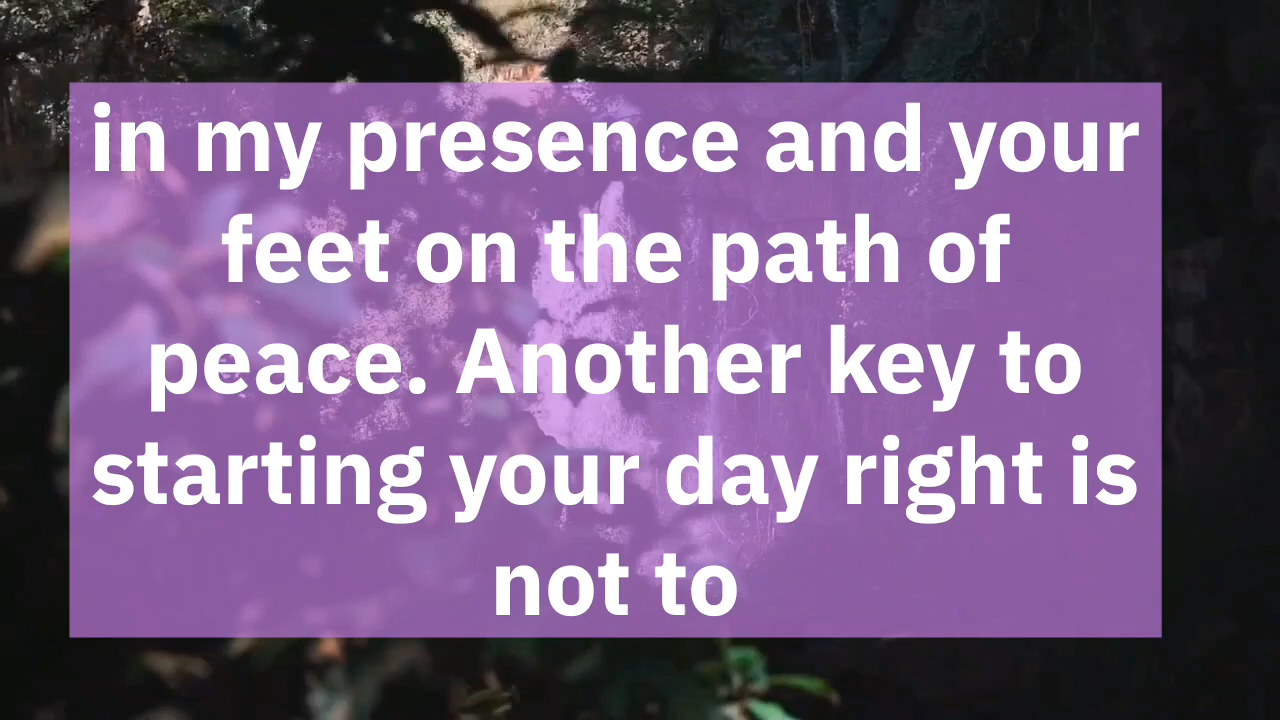 in my presence and your
feet on the path of
peace. Another key to
starting your day right is
not to